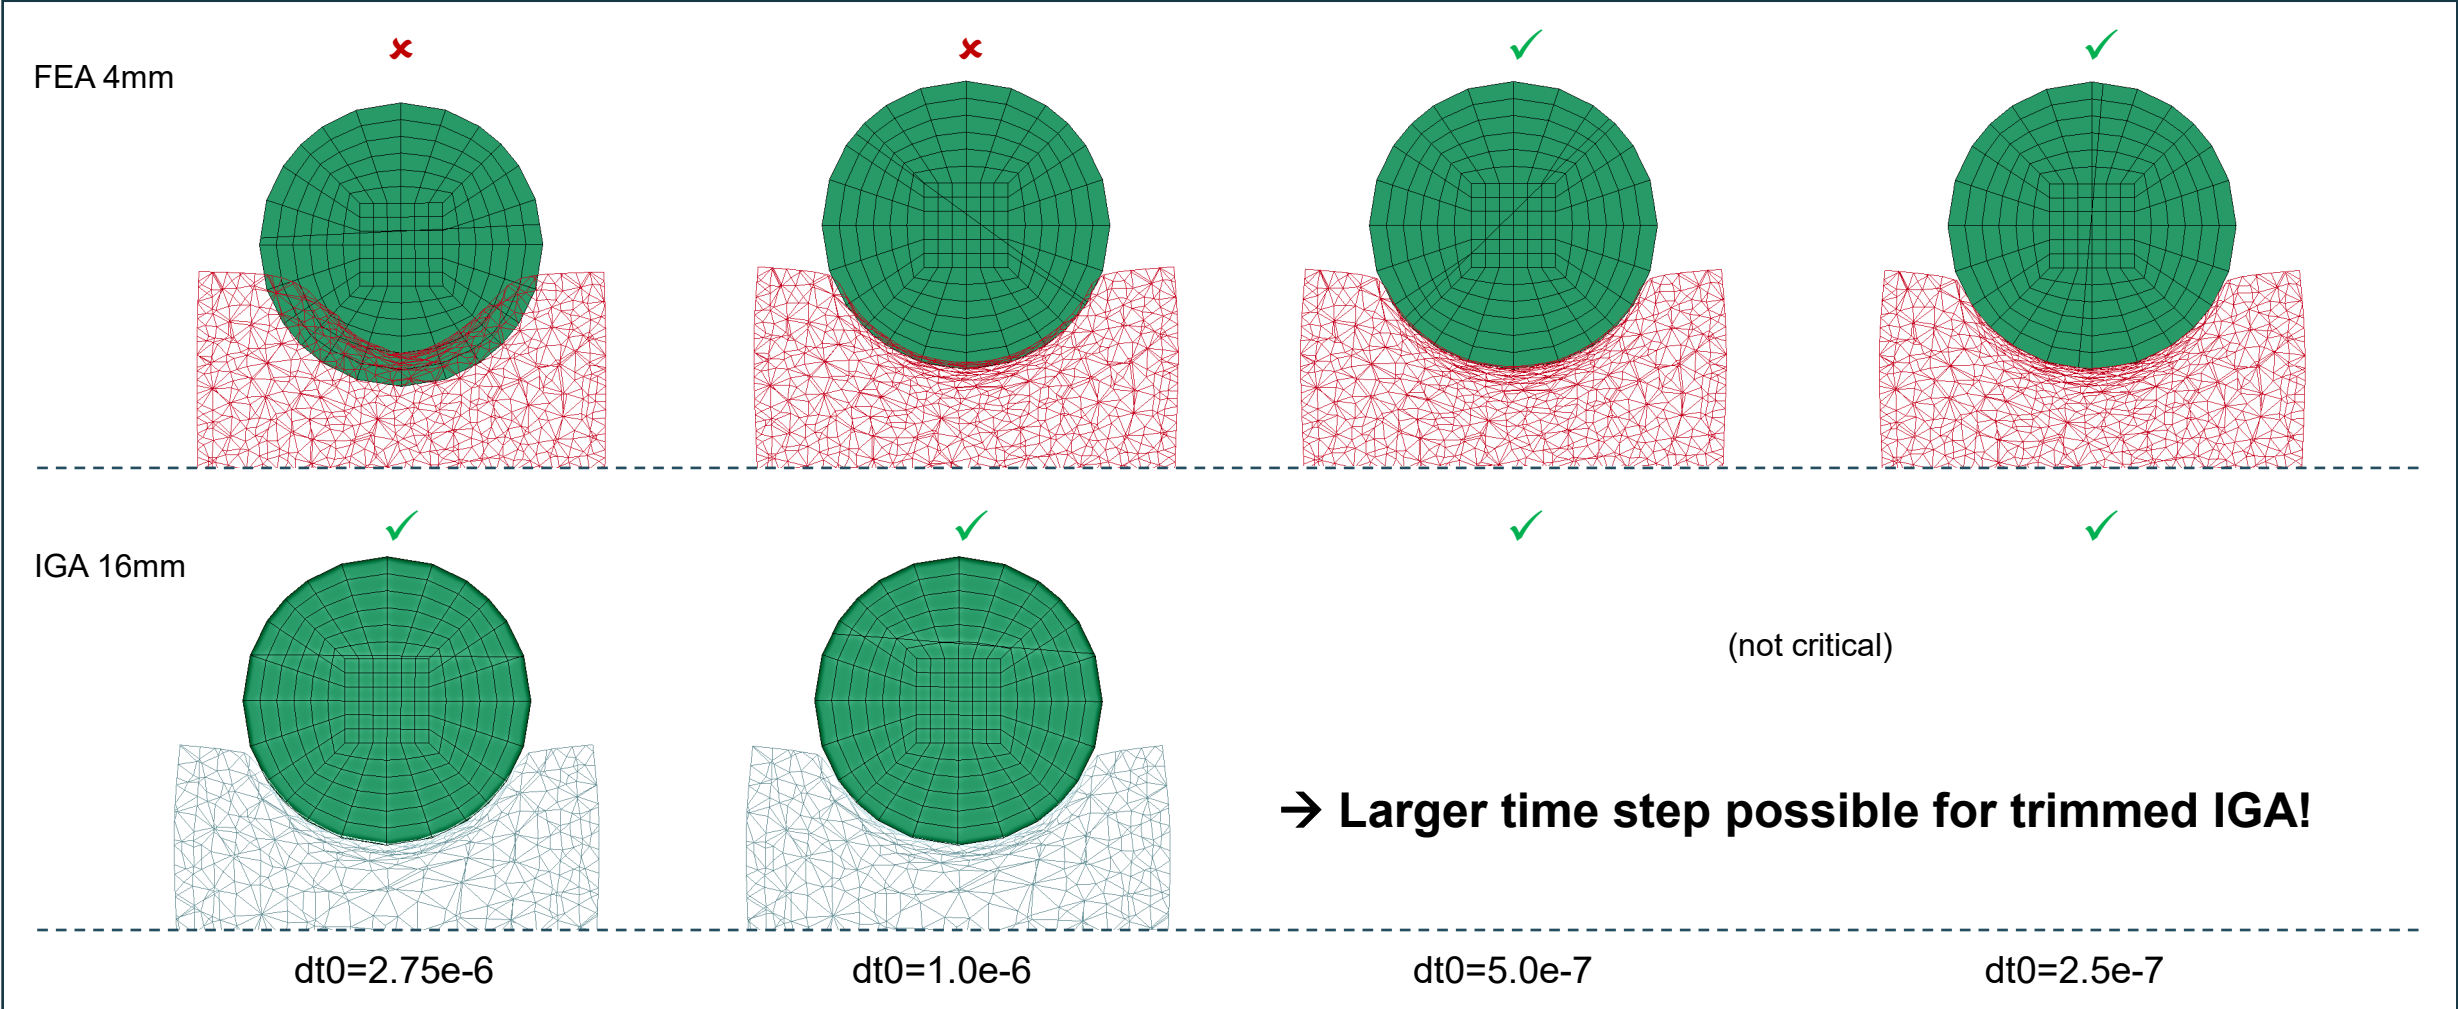 ✘ ✘ ✓ ✓
FEA 4mm
✓ ✓ ✓ ✓
IGA 16mm
(not critical)
→ Larger time step possible for trimmed IGA!
dt0=2.75e-6 dt0=1.0e-6 dt0=5.0e-7 dt0=2.5e-7